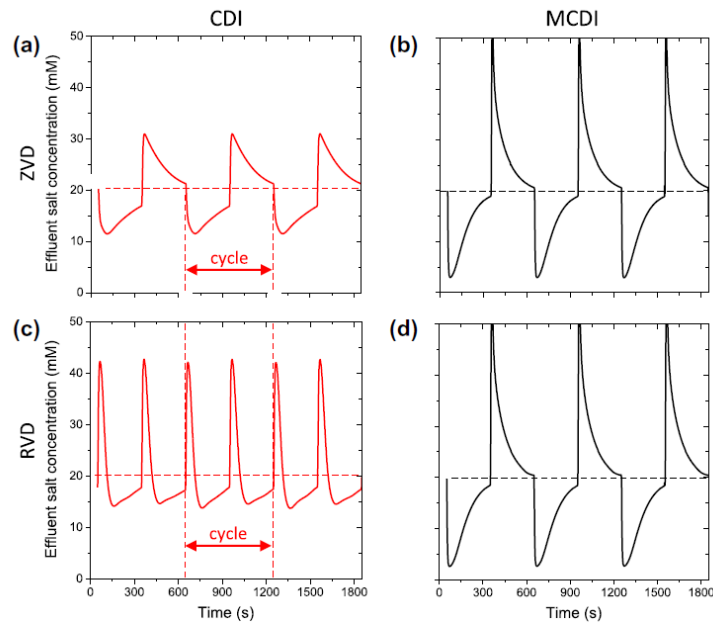 CDI
MCDI
(a)
(b)
ZVD
Effluent salt concentration (mM)
50
40
30
20
10
0
cycle
(c)
(d)
RVD
Effluent salt concentration (mM)
50
40
30
20
10
0
cycle
0 300 600 900 1200 1500 1800
0 300 600 900 1200 1500 1800
Time (s)
Time (s)